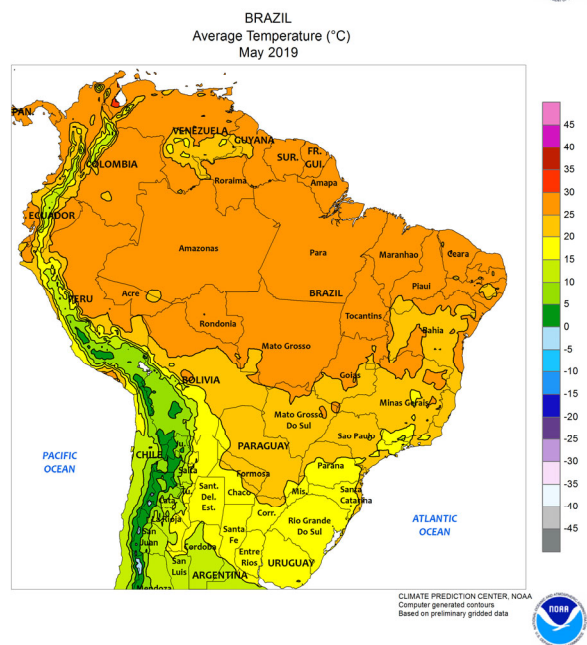 BRAZIL
Average Temperature (°C)
May 2019
PAN.
VENEZUELA
GUYANA
COLOMBIA
SUR.
FR.
GUI.
Roraima
Amapa
ECUADOR
Amazonas
Para
Maranhao
Ceara
Piaui
PERU
Acre
BRAZIL
Tocantins
Rondonia
Mato Grosso
Bahia
BOLIVIA
Goias
Mato Grosso
Do Sul
Minas Gerais
Sao Paulo
PARAGUAY
CHILE
Ju.
Salta
Formosa
Parana
Sant.
Del.
Est.
Tu.
Chaco
Mis.
Santa
Catarina
Cata.
Corr.
La Rioja
Rio Grande
Do Sul
San
Juan
Santa
Fe
Cordoba
Entre
Rios
URUGUAY
San
Luis
ARGENTINA
Mendoza
PACIFIC
OCEAN
ATLANTIC
OCEAN
45
40
35
30
25
20
15
10
5
0
-5
-10
-15
-20
-25
-30
-35
-40
-45
CLIMATE PREDICTION CENTER, NOAA
Computer generated contours
Based on preliminary gridded data
NOAA